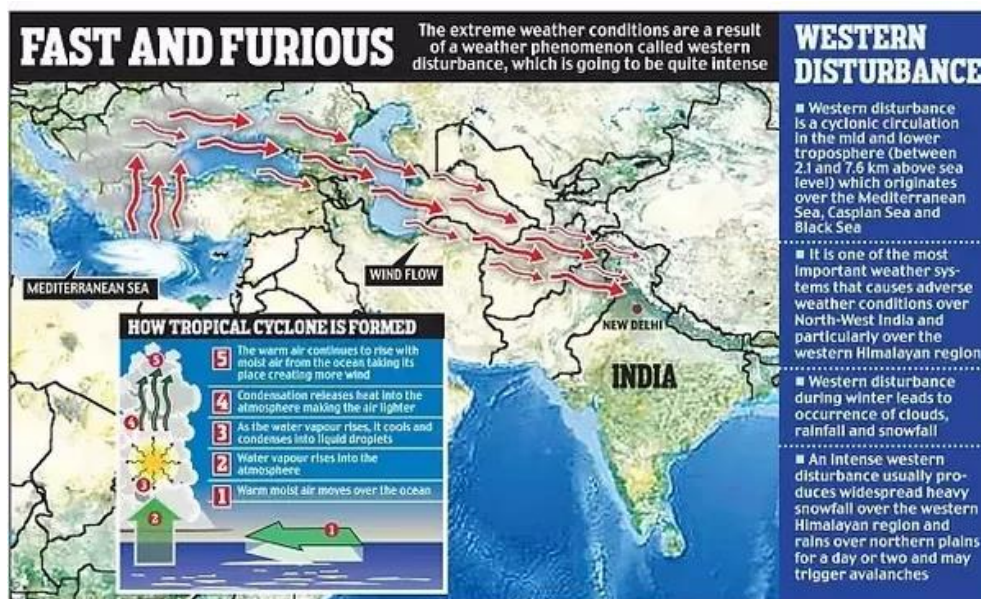 FAST AND FURIOUS
The extreme weather conditions are a result
of a weather phenomenon called western
disturbance, which is going to be quite intense
MEDITERRANEAN SEA
WIND FLOW
NEW DELHI
INDIA
HOW TROPICAL CYCLONE IS FORMED
5 The warm air continues to rise with
moist air from the ocean taking its
place creating more wind
4 Condensation releases heat into the
atmosphere making the air lighter
3 As the water vapour rises, it cools and
condenses into liquid droplets
2 Water vapour rises into the
atmosphere
1 Warm moist air moves over the ocean
5
4
3
2
1
WESTERN
DISTURBANCE
■ Western disturbance
is a cyclonic circulation
in the mid and lower
troposphere (between
2.1 and 7.6 km above sea
level) which originates
over the Mediterranean
Sea, Caspian Sea and
Black Sea
■ It is one of the most
important weather sys-
tems that causes adverse
weather conditions over
North-West India and
particularly over the
western Himalayan region
■ Western disturbance
during winter leads to
occurrence of clouds,
rainfall and snowfall
■ An intense western
disturbance usually pro-
duces widespread heavy
snowfall over the western
Himalayan region and
rains over northern plains
for a day or two and may
trigger avalanches